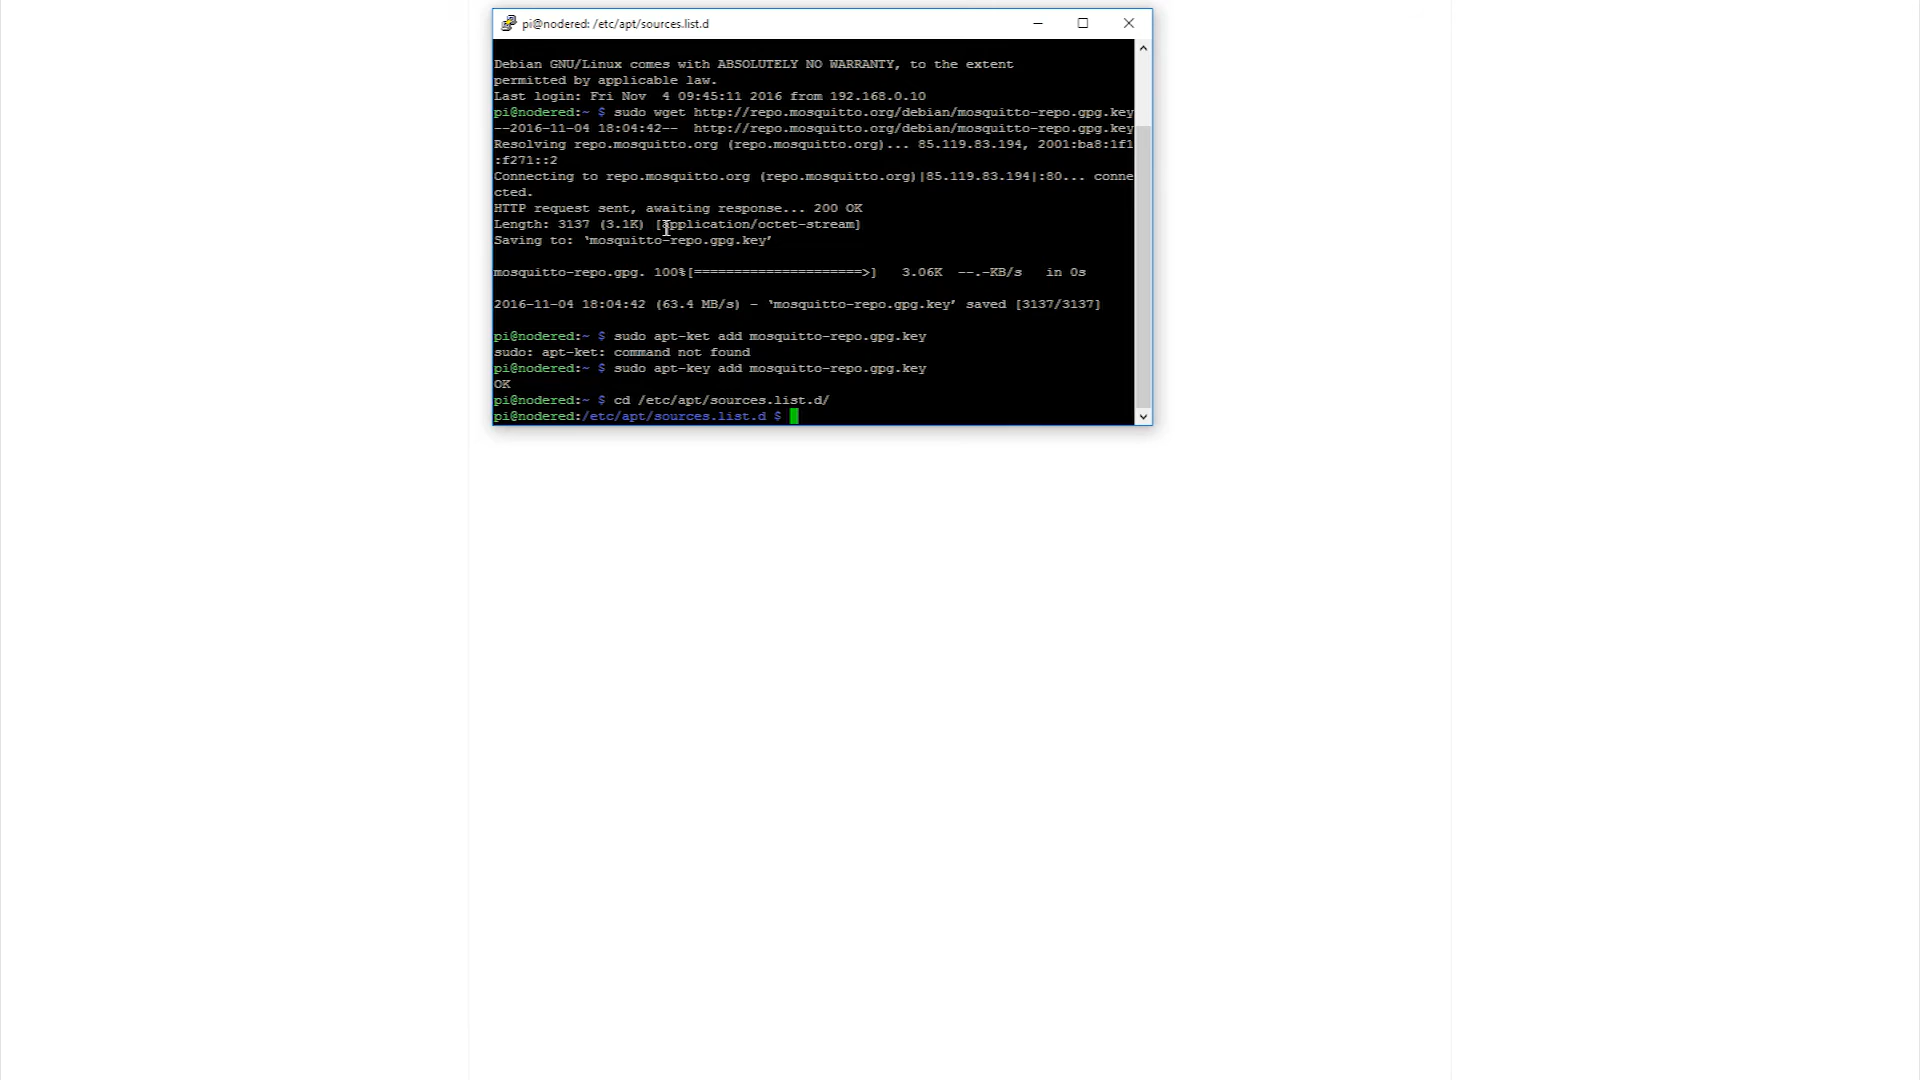 pi@nodered: /etc/apt/sources.list.d
Debian GNU/Linux comes with ABSOLUTELY NO WARRANTY, to the extent
permitted by applicable law.
Last login: Fri Nov  4 09:45:11 2016 from 192.168.0.10
pi@nodered:~ $ sudo wget http://repo.mosquitto.org/debian/mosquitto-repo.gpg.key
--2016-11-04 18:04:42--  http://repo.mosquitto.org/debian/mosquitto-repo.gpg.key
Resolving repo.mosquitto.org (repo.mosquitto.org)... 85.119.83.194, 2001:ba8:1f1
:f271::2
Connecting to repo.mosquitto.org (repo.mosquitto.org)|85.119.83.194|:80... conne
cted.
HTTP request sent, awaiting response... 200 OK
Length: 3137 (3.1K) [application/octet-stream]
Saving to: ‘mosquitto-repo.gpg.key’
mosquitto-repo.gpg. 100%[=====================>]   3.06K  --.-KB/s   in 0s
2016-11-04 18:04:42 (63.4 MB/s) - ‘mosquitto-repo.gpg.key’ saved [3137/3137]
pi@nodered:~ $ sudo apt-ket add mosquitto-repo.gpg.key
sudo: apt-ket: command not found
pi@nodered:~ $ sudo apt-key add mosquitto-repo.gpg.key
OK
pi@nodered:~ $ cd /etc/apt/sources.list.d/
pi@nodered:/etc/apt/sources.list.d $